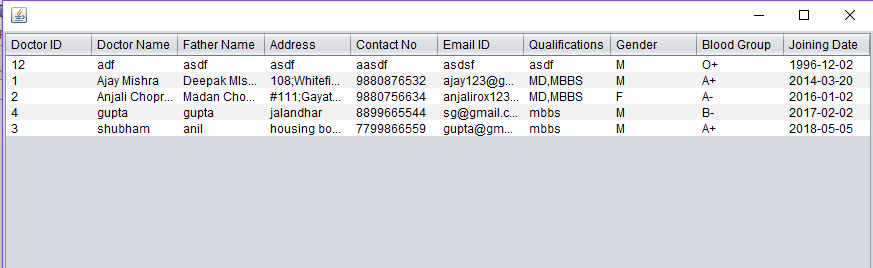 Doctor ID Doctor Name Father Name Address Contact No Email ID Qualifications Gender Blood Group Joining Date
12 adf asdf asdf aasdf asdsf asdf M O+ 1996-12-02
1 Ajay Mishra Deepak MIs... 108;Whitefi... 9880876532 ajay123@g... MD,MBBS M A+ 2014-03-20
2 Anjali Chopr... Madan Cho... #111;Gayat... 9880756634 anjalirox123... MD,MBBS F A- 2016-01-02
4 gupta gupta jalandhar 8899665544 sg@gmail.c... mbbs M B- 2017-02-02
3 shubham anil housing bo... 7799866559 gupta@gm... mbbs M A+ 2018-05-05